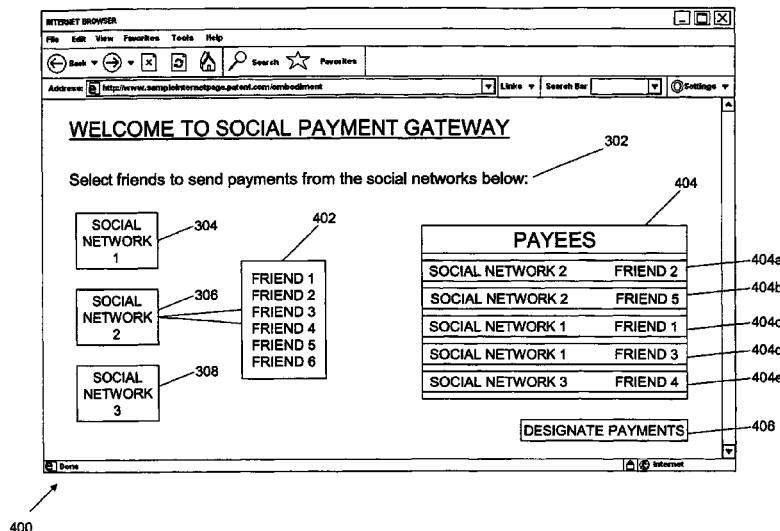 INTERNET BROWSER
File Edit View Favorites Tools Help
Back Search Favorites
Address: http://www.sampleinternetpage.patent.com/embodiment Links Search Bar Settings
WELCOME TO SOCIAL PAYMENT GATEWAY
302
Select friends to send payments from the social networks below:
404
SOCIAL NETWORK 1
304
402
PAYEES
FRIEND 1
FRIEND 2
FRIEND 3
FRIEND 4
FRIEND 5
FRIEND 6
SOCIAL NETWORK 2 FRIEND 2 404a
SOCIAL NETWORK 2 FRIEND 5 404b
SOCIAL NETWORK 1 FRIEND 1 404c
SOCIAL NETWORK 1 FRIEND 3 404d
SOCIAL NETWORK 3 FRIEND 4 404e
SOCIAL NETWORK 2
306
SOCIAL NETWORK 3
308
DESIGNATE PAYMENTS 406
Done Internet
400